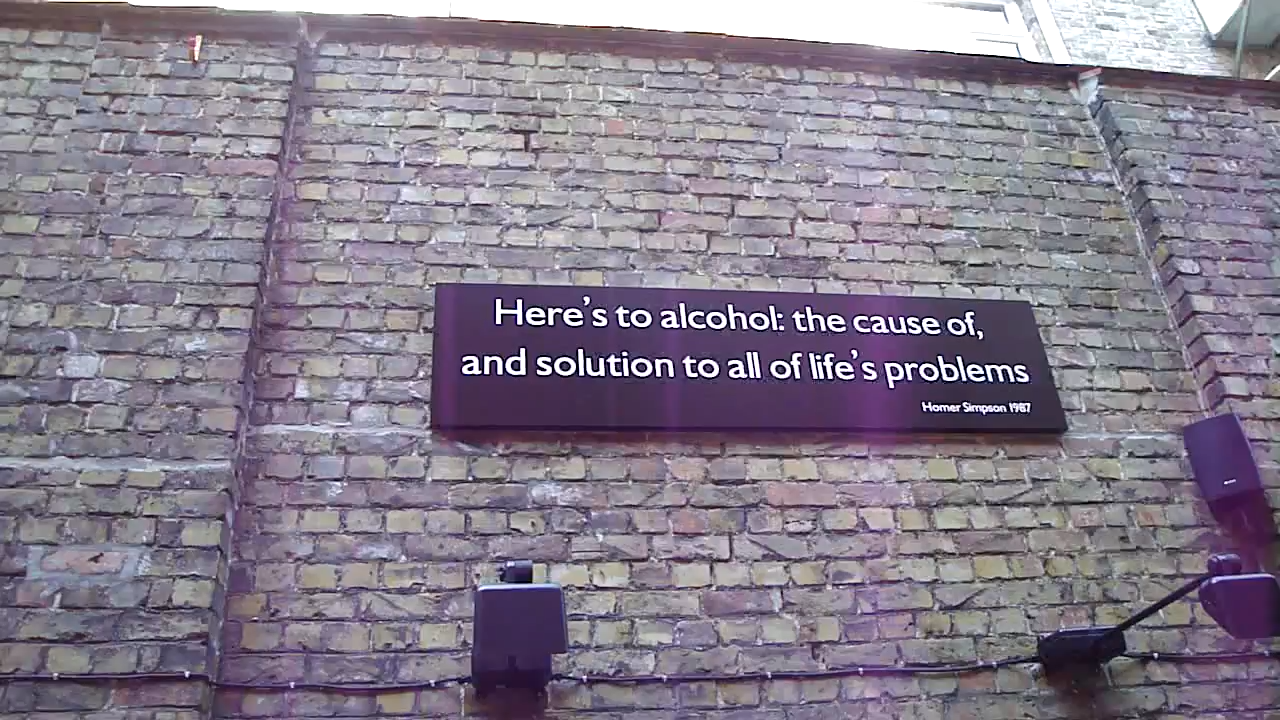 Here's to alcohol: the cause of,
and solution to all of life's problems
Homer Simpson 1987